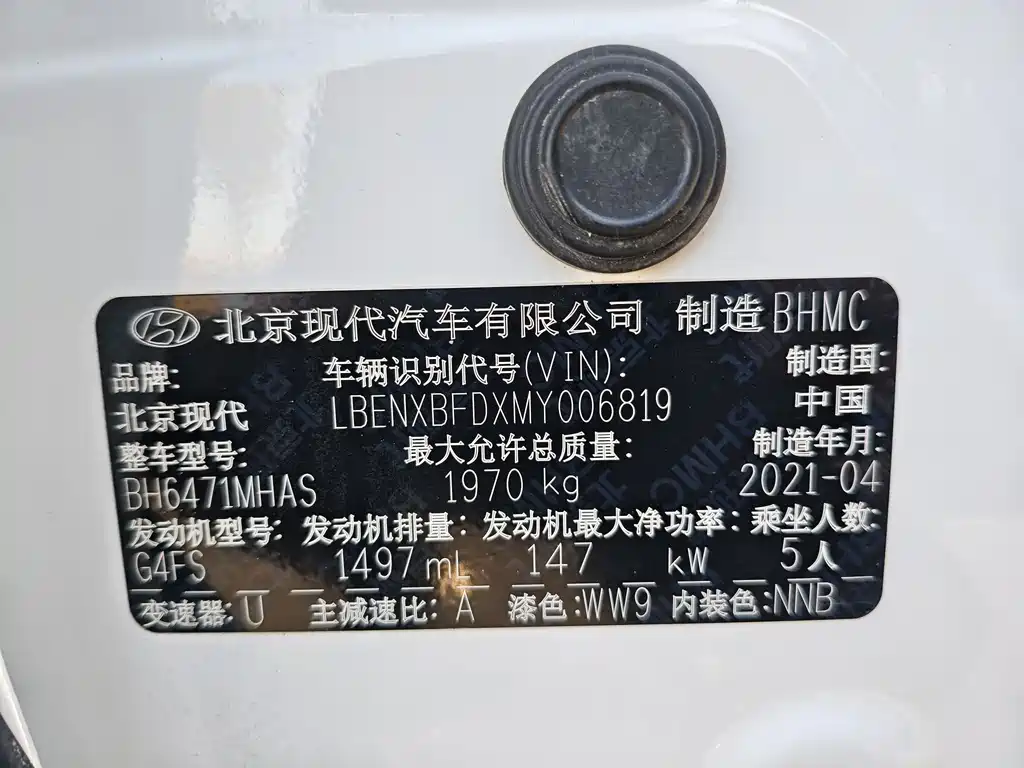 北京现代汽车有限公司 制造 BHMC
品牌: 车辆识别代号(VIN): 制造国:
北京现代 LBENXBFDXMY006819 中国
整车型号: 最大允许总质量: 制造年月:
BH6471MHAS 1970 kg 2021-04
发动机型号: 发动机排量: 发动机最大净功率: 乘坐人数:
G4FS 1497 mL 147 kW 5人
变速器: U 主减速比: A 漆色:WW9 内装色:NNB